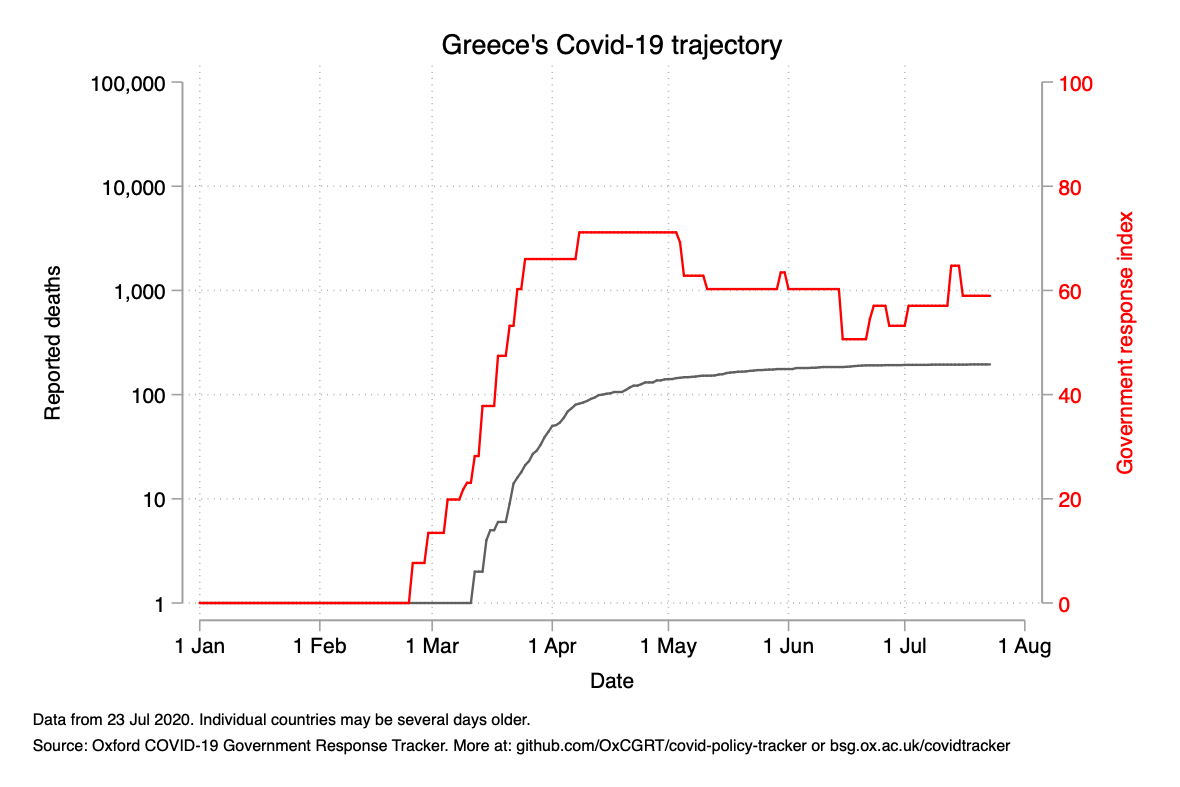 Greece's Covid-19 trajectory
100,000
10,000
1,000
100
10
1
Reported deaths
100
80
60
40
20
0
Government response index
1 Jan 1 Feb 1 Mar 1 Apr 1 May 1 Jun 1 Jul 1 Aug
Date
Data from 23 Jul 2020. Individual countries may be several days older.
Source: Oxford COVID-19 Government Response Tracker. More at: github.com/OxCGRT/covid-policy-tracker or bsg.ox.ac.uk/covidtracker